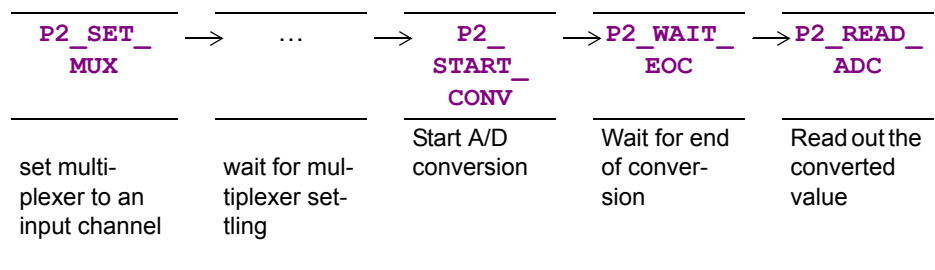 P2_SET_
MUX
→
…
→
P2_
START_
CONV
→
P2_WAIT_
EOC
→
P2_READ_
ADC
set multi-
plexer to an
input channel
wait for mul-
tiplexer set-
tling
Start A/D
conversion
Wait for end
of conver-
sion
Read out the
converted
value